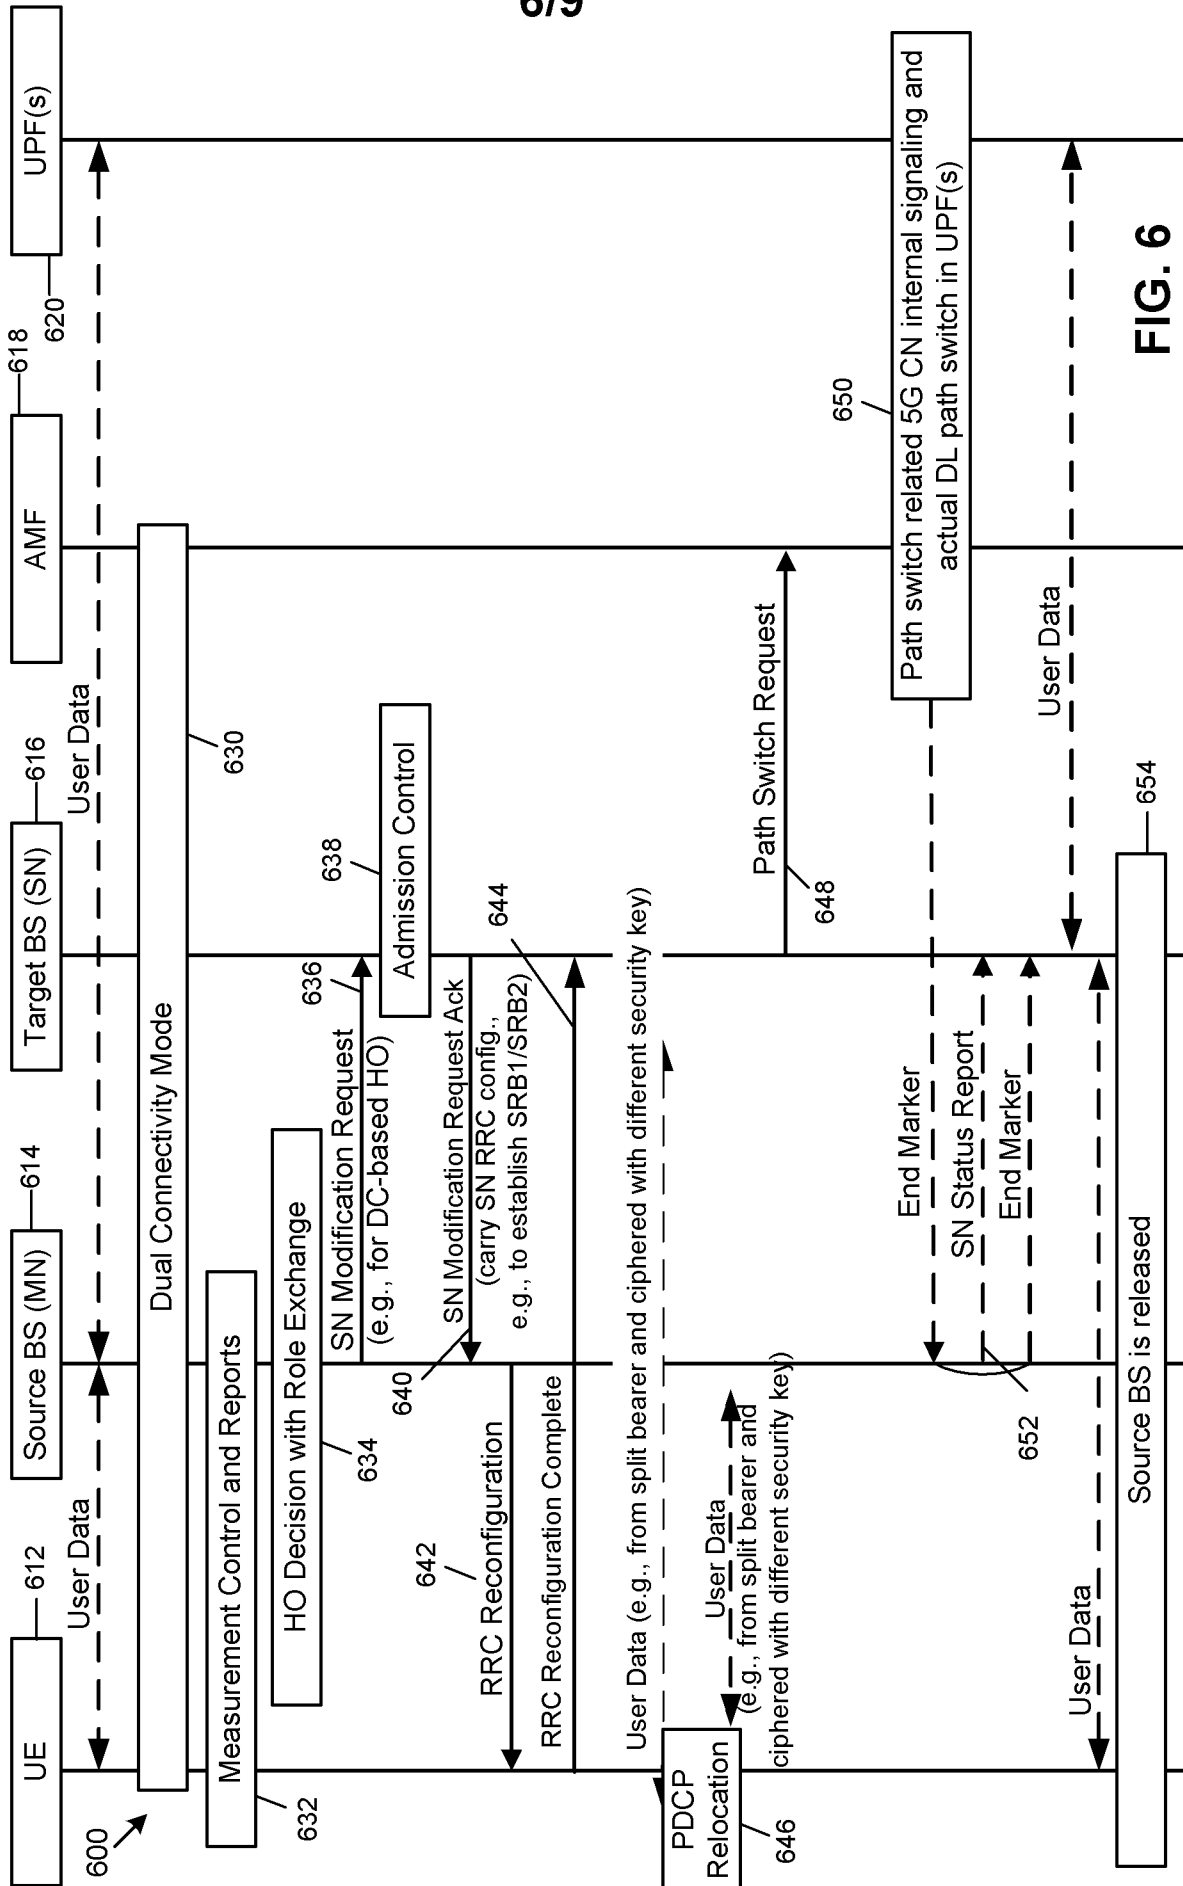 6/9
600
UE
612
Source BS (MN)
614
Target BS (SN)
616
AMF
618
UPF(s)
620
User Data
User Data
Dual Connectivity Mode
630
Measurement Control and Reports
632
HO Decision with Role Exchange
634
SN Modification Request
(e.g., for DC-based HO)
636
Admission Control
638
SN Modification Request Ack
(carry SN RRC config.,
e.g., to establish SRB1/SRB2)
640
RRC Reconfiguration
642
RRC Reconfiguration Complete
644
User Data (e.g., from split bearer and ciphered with different security key)
PDCP
Relocation
646
User Data
(e.g., from split bearer and
ciphered with different security key)
Path Switch Request
648
650
Path switch related 5G CN internal signaling and
actual DL path switch in UPF(s)
End Marker
SN Status Report
End Marker
652
User Data
User Data
Source BS is released
654
FIG. 6